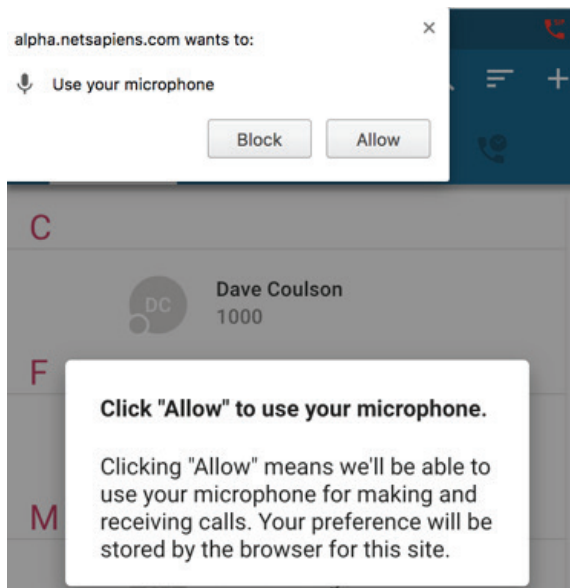 alpha.netsapiens.com wants to:
Use your microphone
Block
Allow
C
DC
Dave Coulson
1000
F
Click "Allow" to use your microphone.
Clicking "Allow" means we'll be able to
use your microphone for making and
receiving calls. Your preference will be
stored by the browser for this site.
M